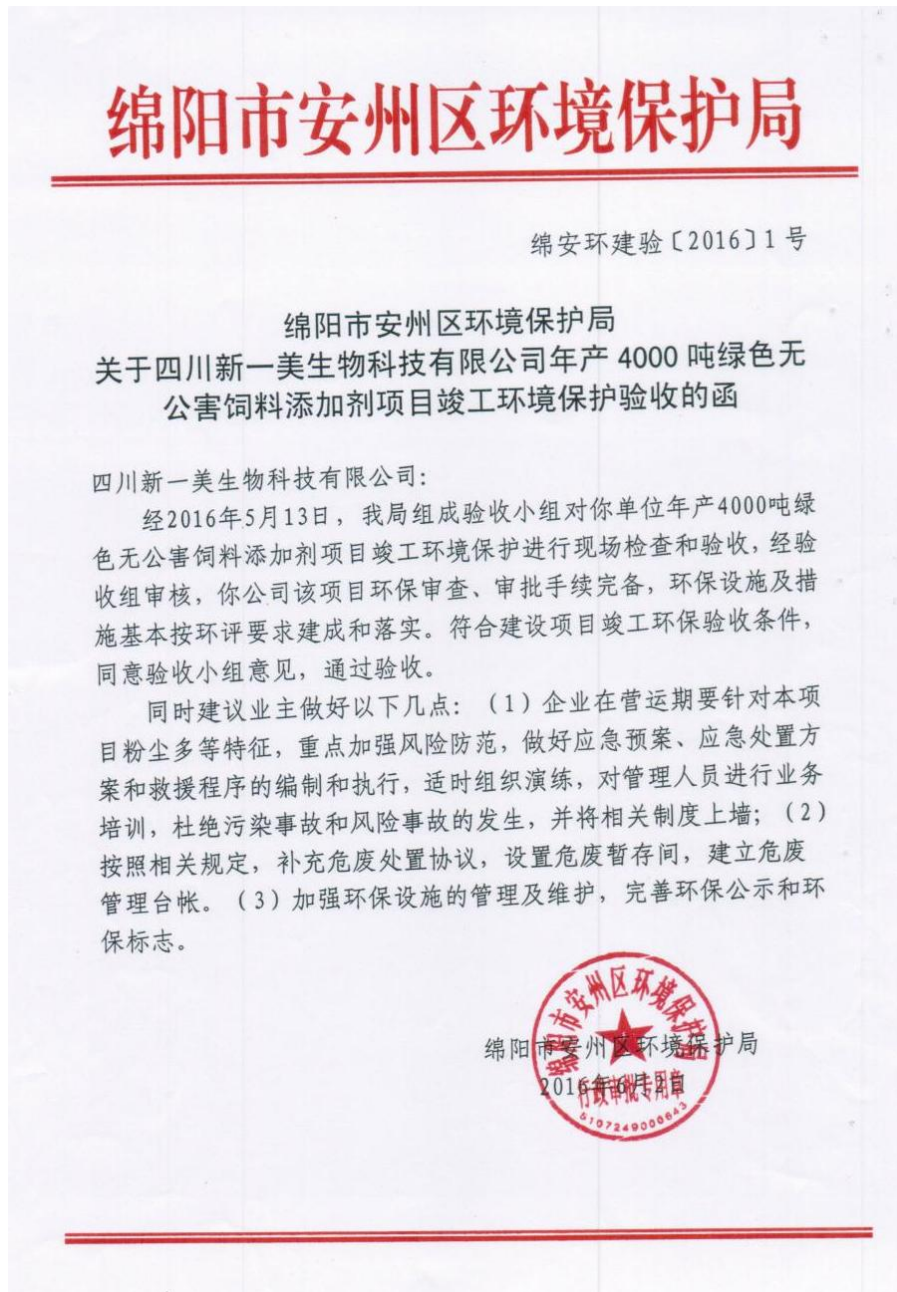 绵阳市安州区环境保护局
绵安环建验〔2016〕1号
绵阳市安州区环境保护局
关于四川新一美生物科技有限公司年产 4000 吨绿色无
公害饲料添加剂项目竣工环境保护验收的函
四川新一美生物科技有限公司:
经2016年5月13日，我局组成验收小组对你单位年产4000吨绿
色无公害饲料添加剂项目竣工环境保护进行现场检查和验收，经验
收组审核，你公司该项目环保审查、审批手续完备，环保设施及措
施基本按环评要求建成和落实。符合建设项目竣工环保验收条件，
同意验收小组意见，通过验收。
同时建议业主做好以下几点：（1）企业在营运期要针对本项
目粉尘多等特征，重点加强风险防范，做好应急预案、应急处置方
案和救援程序的编制和执行，适时组织演练，对管理人员进行业务
培训，杜绝污染事故和风险事故的发生，并将相关制度上墙；（2）
按照相关规定，补充危废处置协议，设置危废暂存间，建立危废
管理台帐。（3）加强环保设施的管理及维护，完善环保公示和环
保标志。
绵阳市安州区环境保护局
2016年6月2日
绵阳市安州区环境保护局
行政审批专用章
5107249000643